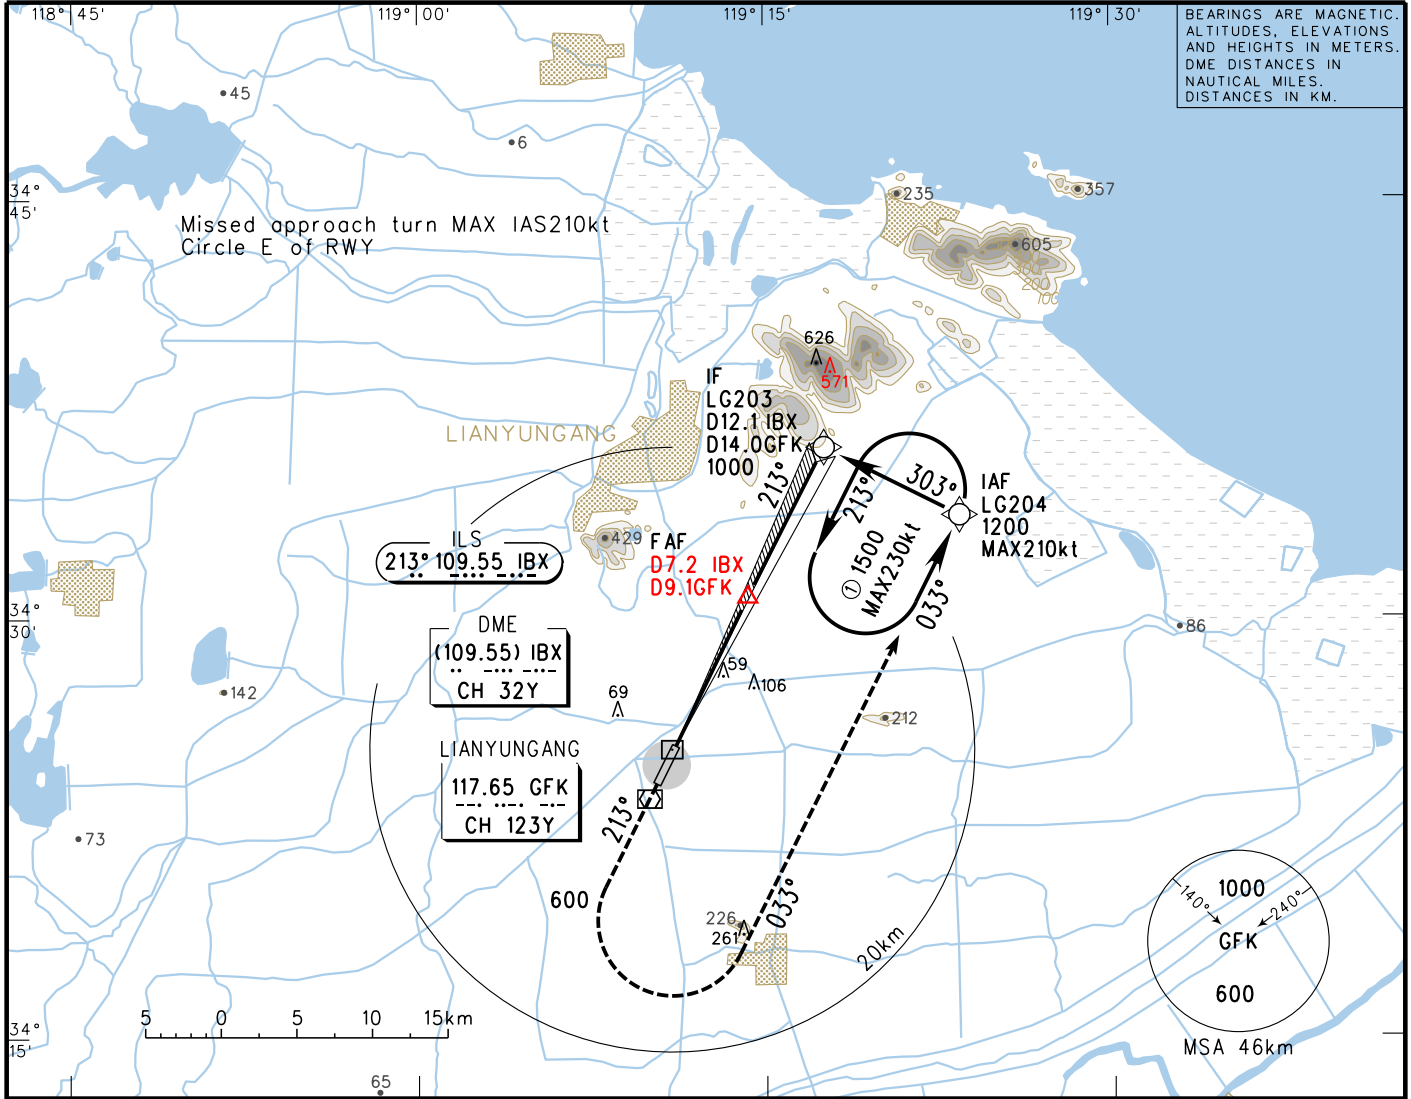 118° 45'
119° 00'
119° 15'
119° 30'
BEARINGS ARE MAGNETIC.
ALTITUDES, ELEVATIONS
AND HEIGHTS IN METERS.
DME DISTANCES IN
NAUTICAL MILES.
DISTANCES IN KM.
45
6
34°
45'
235
357
Missed approach turn MAX IAS210kt
Circle E of RWY
605
200
100
626
571
IF
LG203
D12.1 IBX
D14.0GFK
1000
LIANYUNGANG
213°
213°
303°
IAF
LG204
1200
MAX210kt
① 1500
MAX230kt
033°
ILS
213° 109.55 IBX
·· −··· −··−
429
FAF
D7.2 IBX
D9.1GFK
34°
30'
DME
(109.55) IBX
·· −··· −··−
CH 32Y
86
142
59
106
69
212
LIANYUNGANG
117.65 GFK
−−· ··−· −·−
CH 123Y
213°
73
600
226
261
033°
20km
1000
140°
240°
GFK
600
MSA 46km
5 0 5 10 15km
34°
15'
65